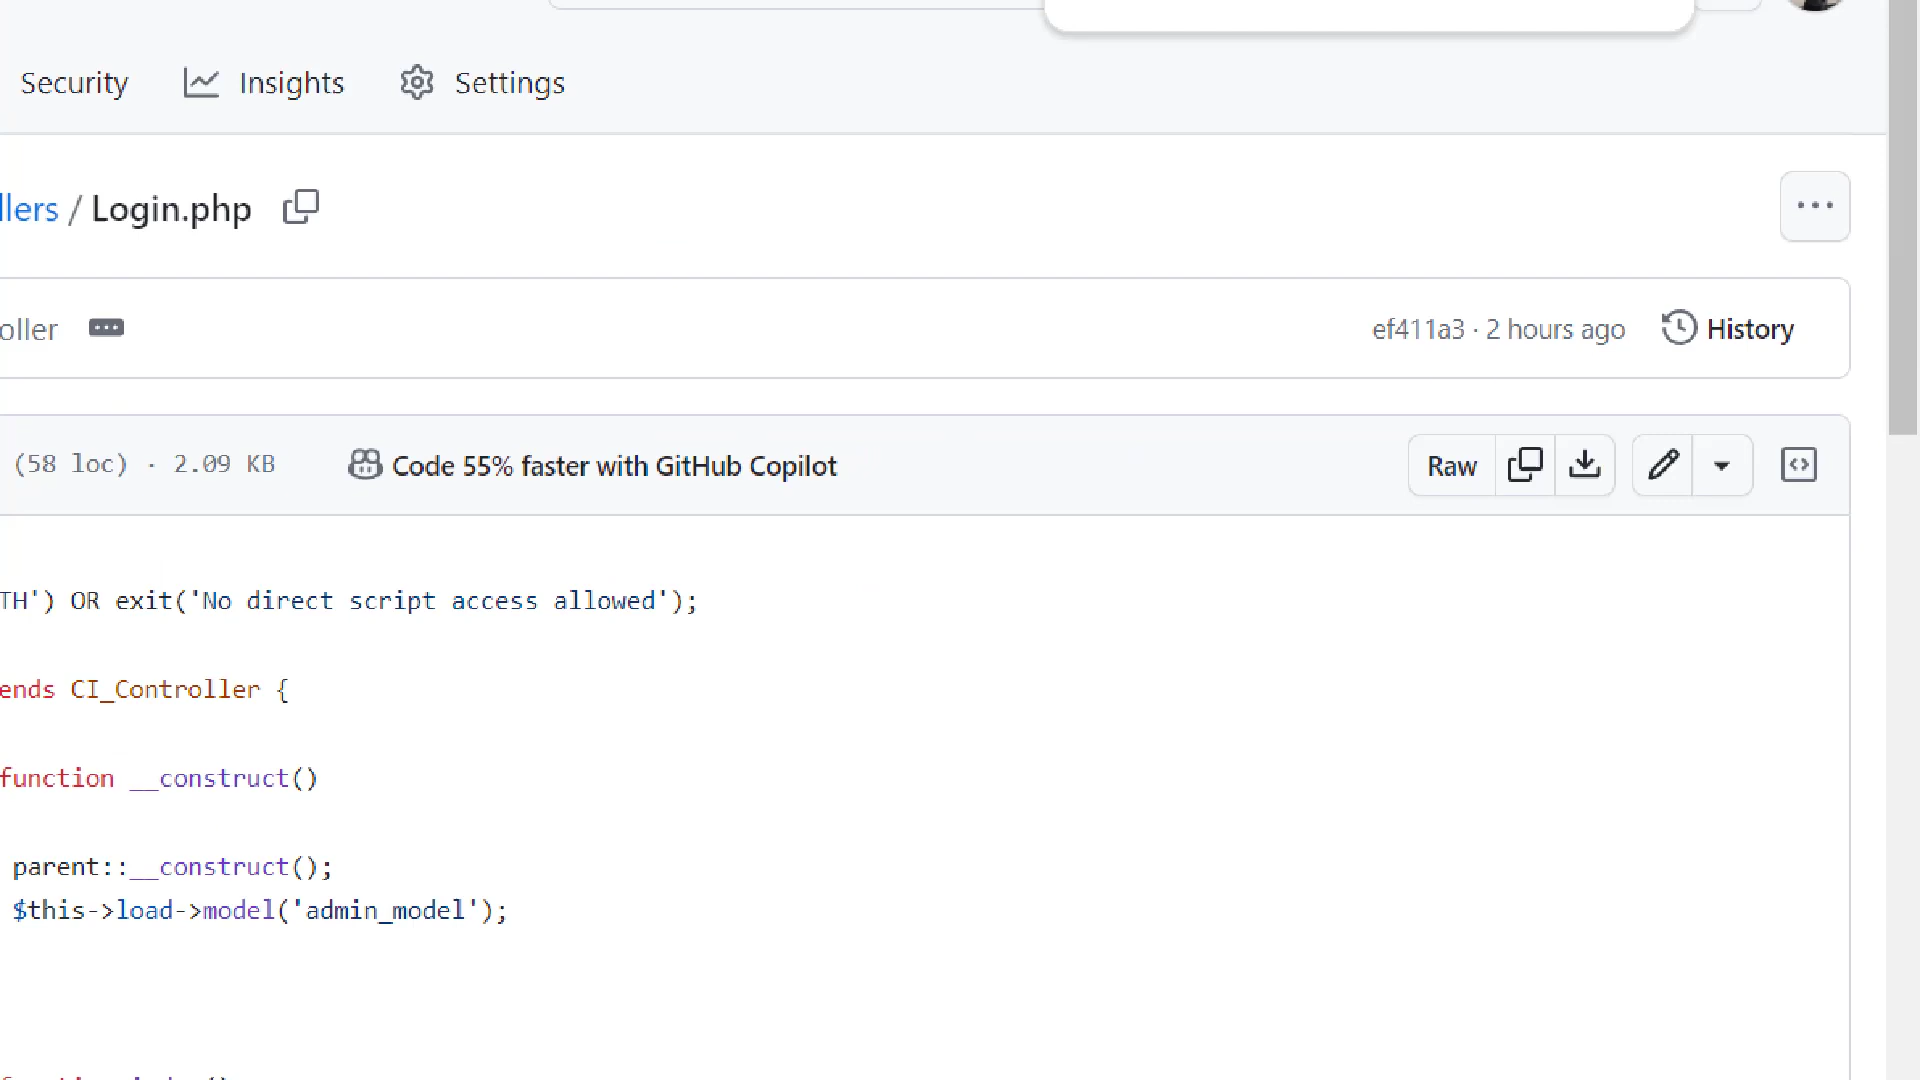 Security Insights Settings
llers / Login.php
oller ef411a3 · 2 hours ago History
(58 loc) · 2.09 KB Code 55% faster with GitHub Copilot Raw
TH') OR exit('No direct script access allowed');
ends CI_Controller {
function __construct()
parent::__construct();
$this->load->model('admin_model');